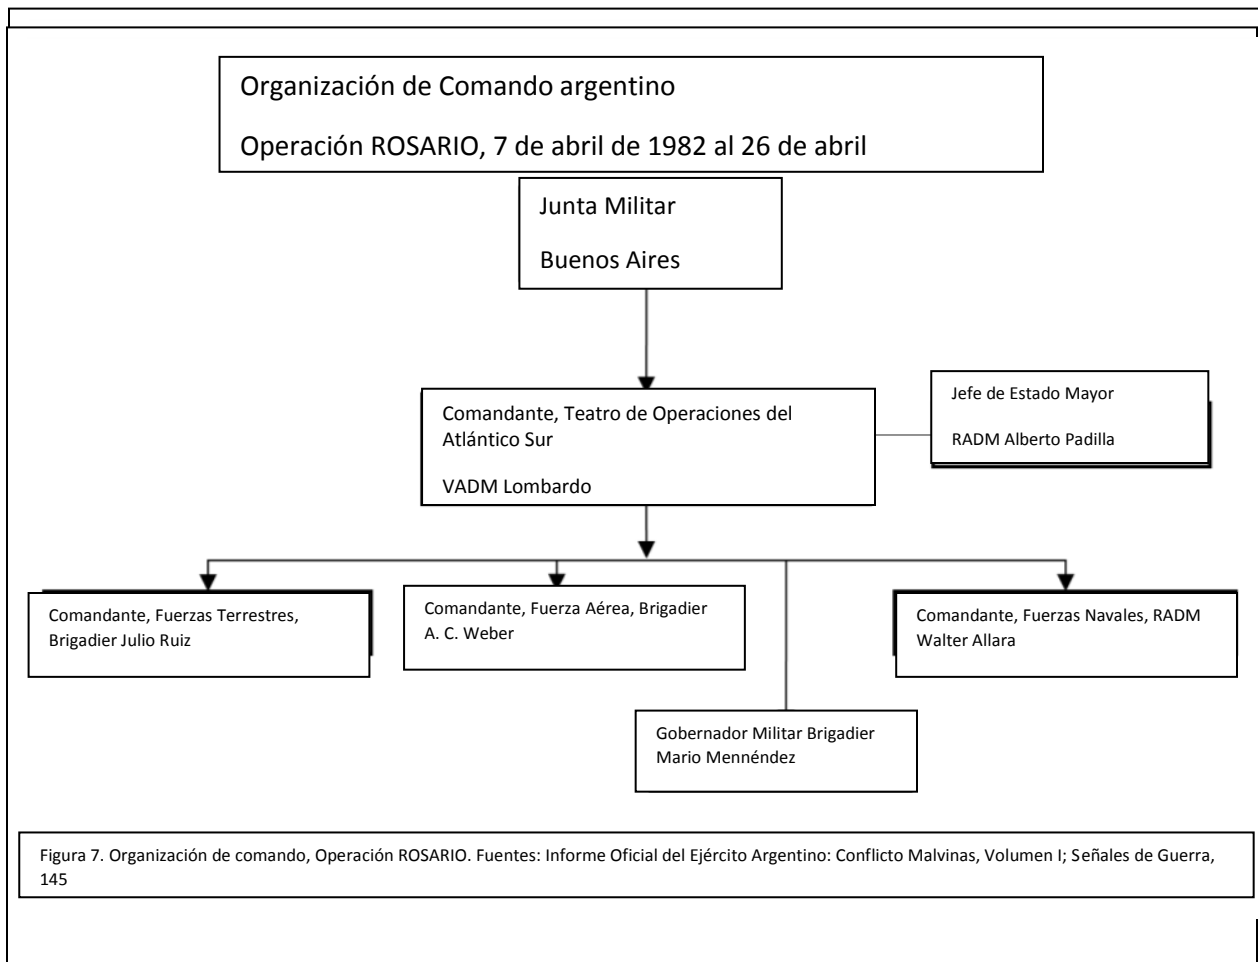 Organización de Comando argentino
Operación ROSARIO, 7 de abril de 1982 al 26 de abril
Junta Militar
Buenos Aires
Jefe de Estado Mayor
RADM Alberto Padilla
Comandante, Teatro de Operaciones del
Atlántico Sur
VADM Lombardo
Comandante, Fuerzas Terrestres,
Brigadier Julio Ruiz
Comandante, Fuerza Aérea, Brigadier
A. C. Weber
Comandante, Fuerzas Navales, RADM
Walter Allara
Gobernador Militar Brigadier
Mario Mennéndez
Figura 7. Organización de comando, Operación ROSARIO. Fuentes: Informe Oficial del Ejército Argentino: Conflicto Malvinas, Volumen I; Señales de Guerra,
145